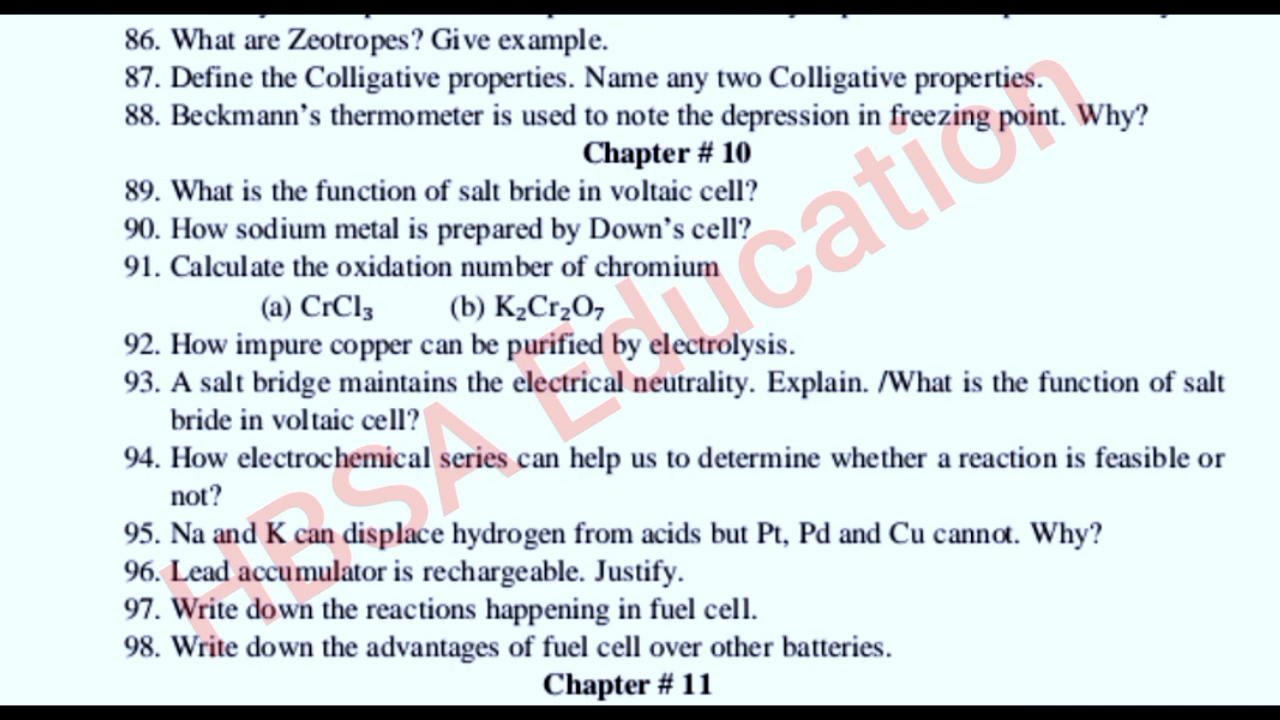 86. What are Zeotropes? Give example.
87. Define the Colligative properties. Name any two Colligative properties.
88. Beckmann's thermometer is used to note the depression in freezing point. Why?
Chapter # 10
89. What is the function of salt bride in voltaic cell?
90. How sodium metal is prepared by Down's cell?
91. Calculate the oxidation number of chromium
(a) CrCl₃ (b) K₂Cr₂O₇
92. How impure copper can be purified by electrolysis.
93. A salt bridge maintains the electrical neutrality. Explain. /What is the function of salt
bride in voltaic cell?
94. How electrochemical series can help us to determine whether a reaction is feasible or
not?
95. Na and K can displace hydrogen from acids but Pt, Pd and Cu cannot. Why?
96. Lead accumulator is rechargeable. Justify.
97. Write down the reactions happening in fuel cell.
98. Write down the advantages of fuel cell over other batteries.
Chapter # 11
HBSA Education